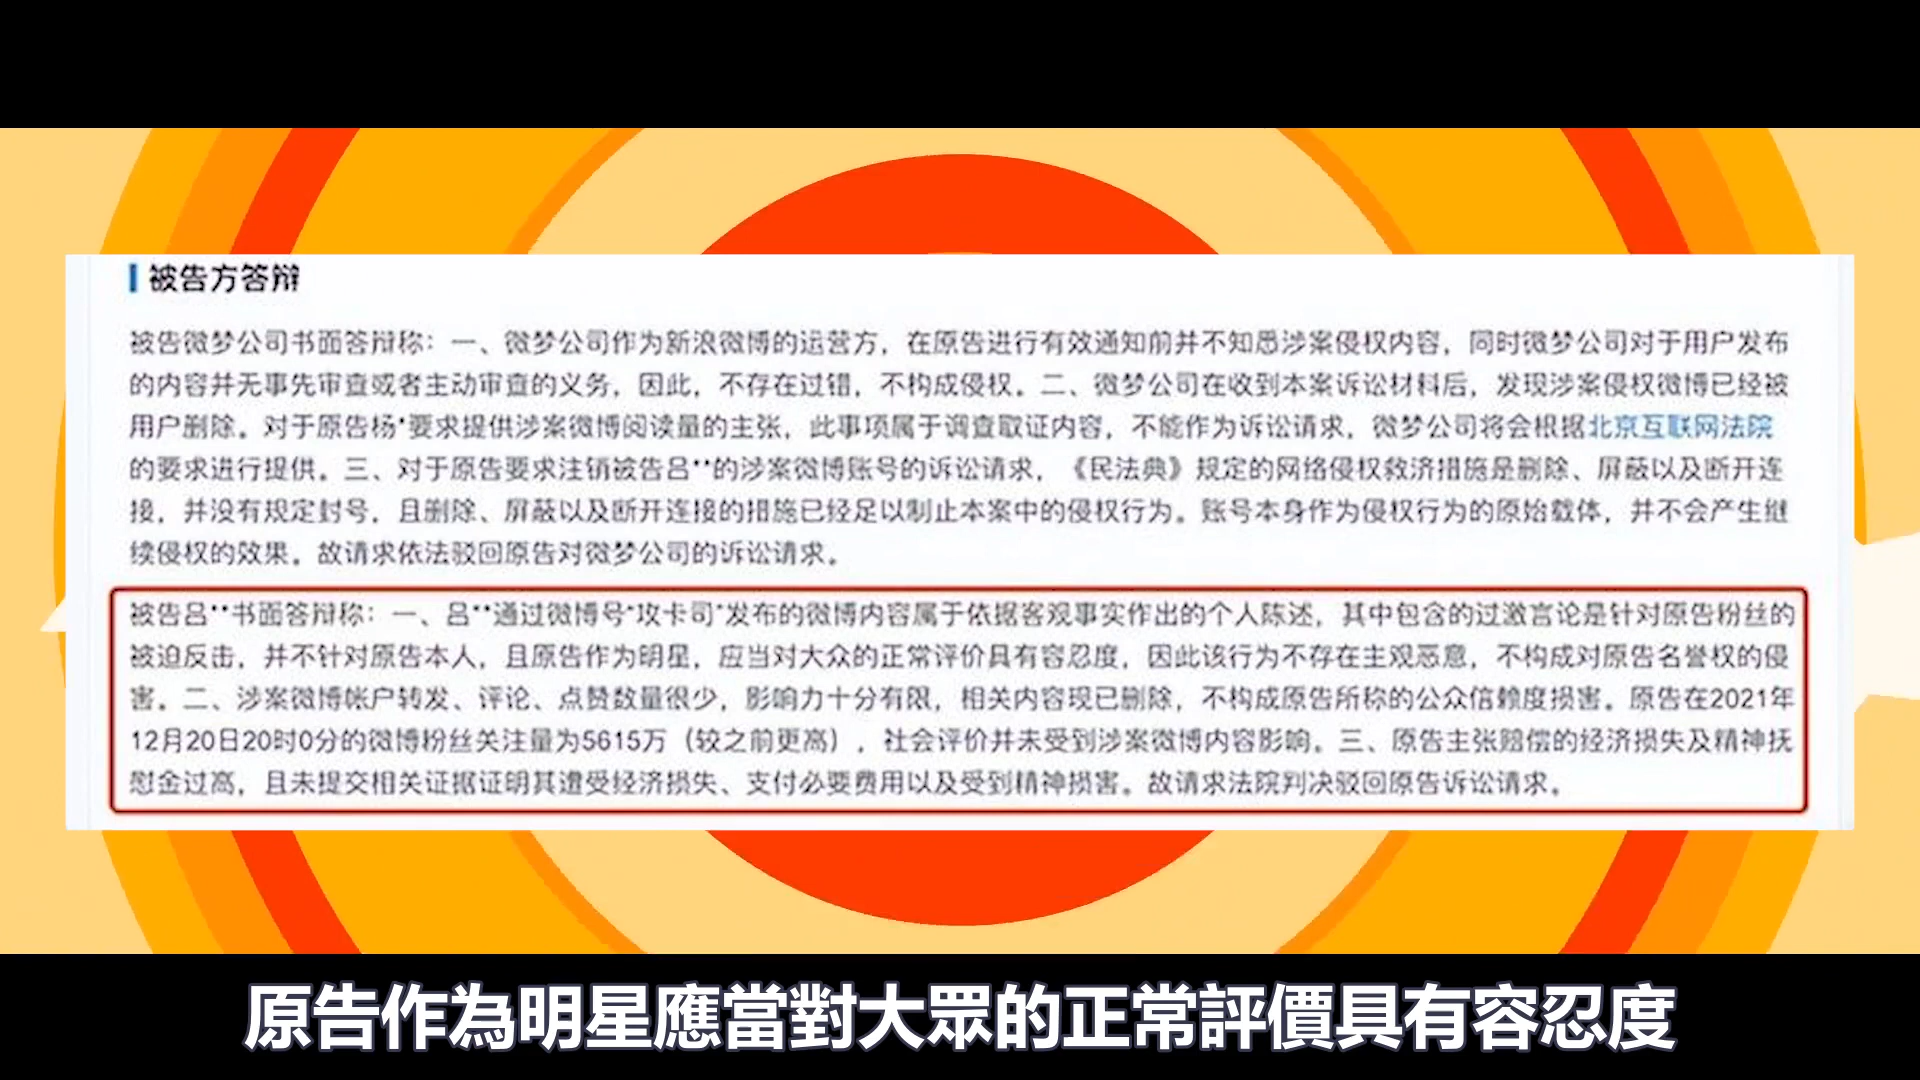 被告方答辩
被告微梦公司书面答辩称：一、微梦公司作为新浪微博的运营方，在原告进行有效通知前并不知悉涉案侵权内容，同时微梦公司对于用户发布
的内容并无事先审查或者主动审查的义务，因此，不存在过错，不构成侵权。二、微梦公司在收到本案诉讼材料后，发现涉案侵权微博已经被
用户删除。对于原告杨*要求提供涉案微博阅读量的主张，此事项属于调查取证内容，不能作为诉讼请求，微梦公司将会根据北京互联网法院
的要求进行提供。三、对于原告要求注销被告吕**的涉案微博账号的诉讼请求，《民法典》规定的网络侵权救济措施是删除、屏蔽以及断开连
接，并没有规定封号，且删除、屏蔽以及断开连接的措施已经足以制止本案中的侵权行为。账号本身作为侵权行为的原始载体，并不会产生继
续侵权的效果。故请求依法驳回原告对微梦公司的诉讼请求。
被告吕**书面答辩称：一、吕**通过微博号"攻卡司"发布的微博内容属于依据客观事实作出的个人陈述，其中包含的过激言论是针对原告粉丝的
被迫反击，并不针对原告本人，且原告作为明星，应当对大众的正常评价具有容忍度，因此该行为不存在主观恶意，不构成对原告名誉权的侵
害。二、涉案微博帐户转发、评论、点赞数量很少，影响力十分有限，相关内容现已删除，不构成原告所称的公众信赖度损害。原告在2021年
12月20日20时0分的微博粉丝关注量为5615万（较之前更高），社会评价并未受到涉案微博内容影响。三、原告主张赔偿的经济损失及精神抚
慰金过高，且未提交相关证据证明其遭受经济损失、支付必要费用以及受到精神损害。故请求法院判决驳回原告诉讼请求。
原告作為明星應當對大眾的正常評價具有容忍度